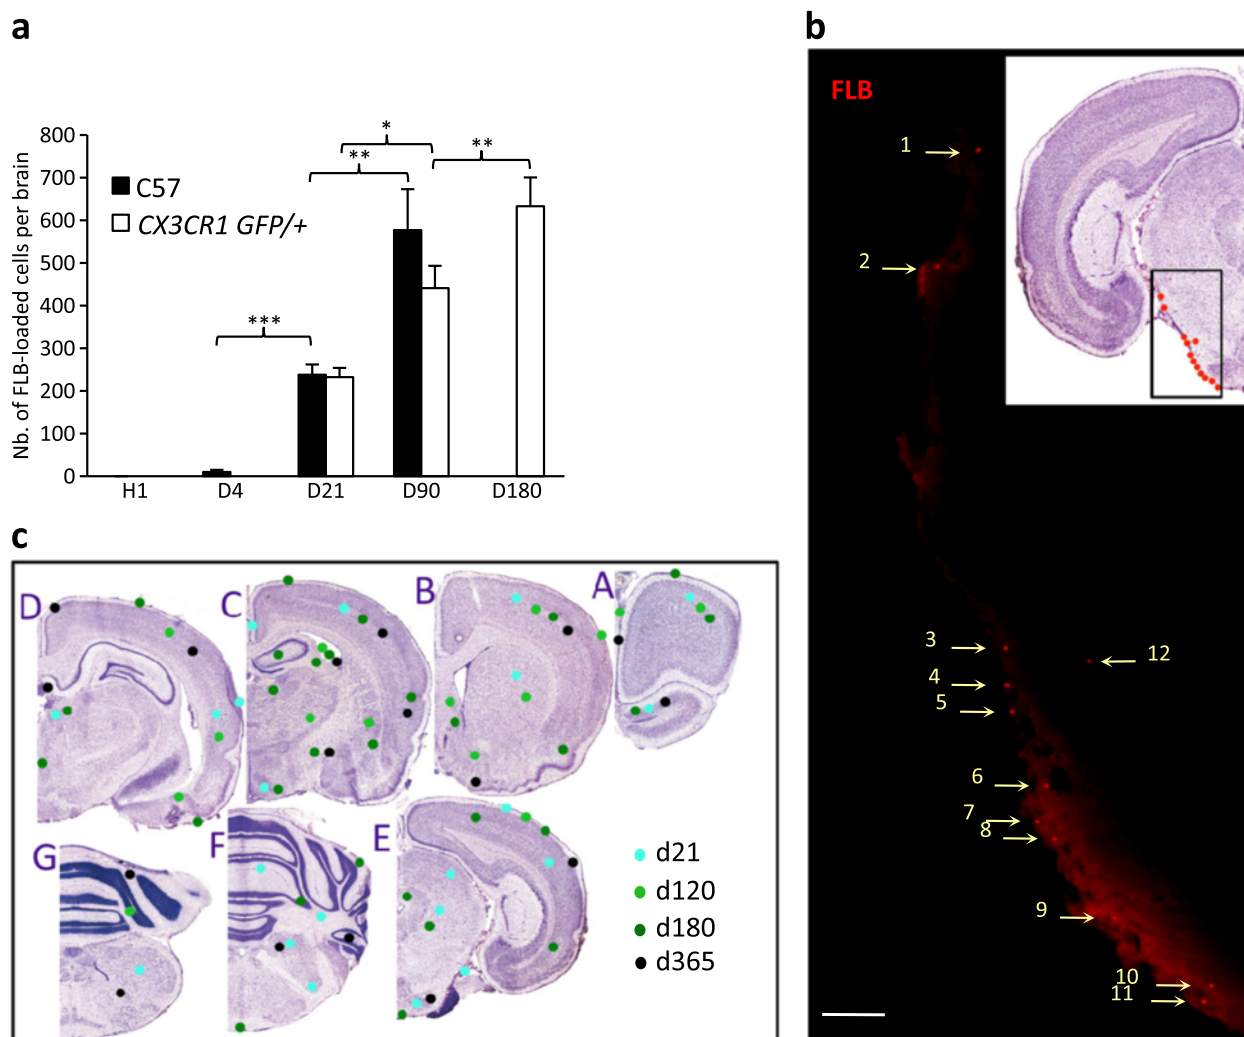 a
Nb. of FLB-loaded cells per brain
800
700
600
500
400
300
200
100
0
C57
CX3CR1 GFP/+
***
**
*
**
H1 D4 D21 D90 D180
b
FLB
1
2
3
4
5
6
7
8
9
10
11
12
c
D C B A
G F E
d21
d120
d180
d365